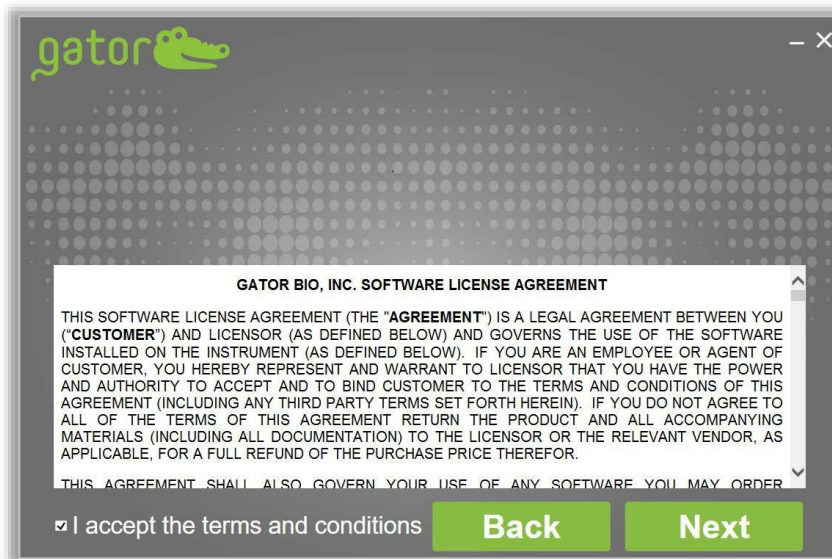 gator
GATOR BIO, INC. SOFTWARE LICENSE AGREEMENT
THIS SOFTWARE LICENSE AGREEMENT (THE "AGREEMENT") IS A LEGAL AGREEMENT BETWEEN YOU
(“CUSTOMER”) AND LICENSOR (AS DEFINED BELOW) AND GOVERNS THE USE OF THE SOFTWARE
INSTALLED ON THE INSTRUMENT (AS DEFINED BELOW). IF YOU ARE AN EMPLOYEE OR AGENT OF
CUSTOMER, YOU HEREBY REPRESENT AND WARRANT TO LICENSOR THAT YOU HAVE THE POWER
AND AUTHORITY TO ACCEPT AND TO BIND CUSTOMER TO THE TERMS AND CONDITIONS OF THIS
AGREEMENT (INCLUDING ANY THIRD PARTY TERMS SET FORTH HEREIN). IF YOU DO NOT AGREE TO
ALL OF THE TERMS OF THIS AGREEMENT RETURN THE PRODUCT AND ALL ACCOMPANYING
MATERIALS (INCLUDING ALL DOCUMENTATION) TO THE LICENSOR OR THE RELEVANT VENDOR, AS
APPLICABLE, FOR A FULL REFUND OF THE PURCHASE PRICE THEREFOR.
THIS AGREEMENT SHALL ALSO GOVERN YOUR USE OF ANY SOFTWARE YOU MAY ORDER
I accept the terms and conditions Back Next